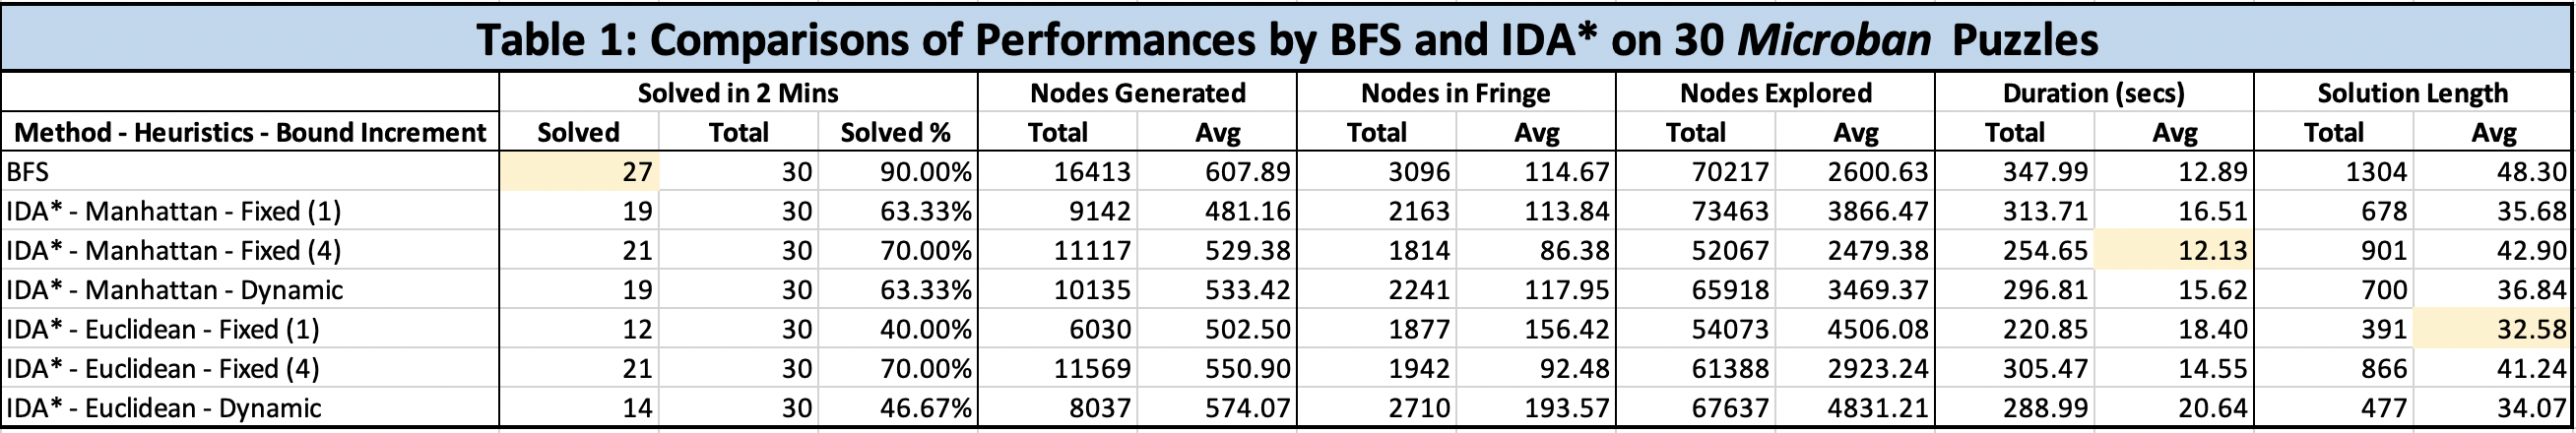 Table 1: Comparisons of Performances by BFS and IDA* on 30 Microban Puzzles
Solved in 2 Mins Nodes Generated Nodes in Fringe Nodes Explored Duration (secs) Solution Length
Method - Heuristics - Bound Increment Solved Total Solved % Total Avg Total Avg Total Avg Total Avg Total Avg
BFS 27 30 90.00% 16413 607.89 3096 114.67 70217 2600.63 347.99 12.89 1304 48.30
IDA* - Manhattan - Fixed (1) 19 30 63.33% 9142 481.16 2163 113.84 73463 3866.47 313.71 16.51 678 35.68
IDA* - Manhattan - Fixed (4) 21 30 70.00% 11117 529.38 1814 86.38 52067 2479.38 254.65 12.13 901 42.90
IDA* - Manhattan - Dynamic 19 30 63.33% 10135 533.42 2241 117.95 65918 3469.37 296.81 15.62 700 36.84
IDA* - Euclidean - Fixed (1) 12 30 40.00% 6030 502.50 1877 156.42 54073 4506.08 220.85 18.40 391 32.58
IDA* - Euclidean - Fixed (4) 21 30 70.00% 11569 550.90 1942 92.48 61388 2923.24 305.47 14.55 866 41.24
IDA* - Euclidean - Dynamic 14 30 46.67% 8037 574.07 2710 193.57 67637 4831.21 288.99 20.64 477 34.07